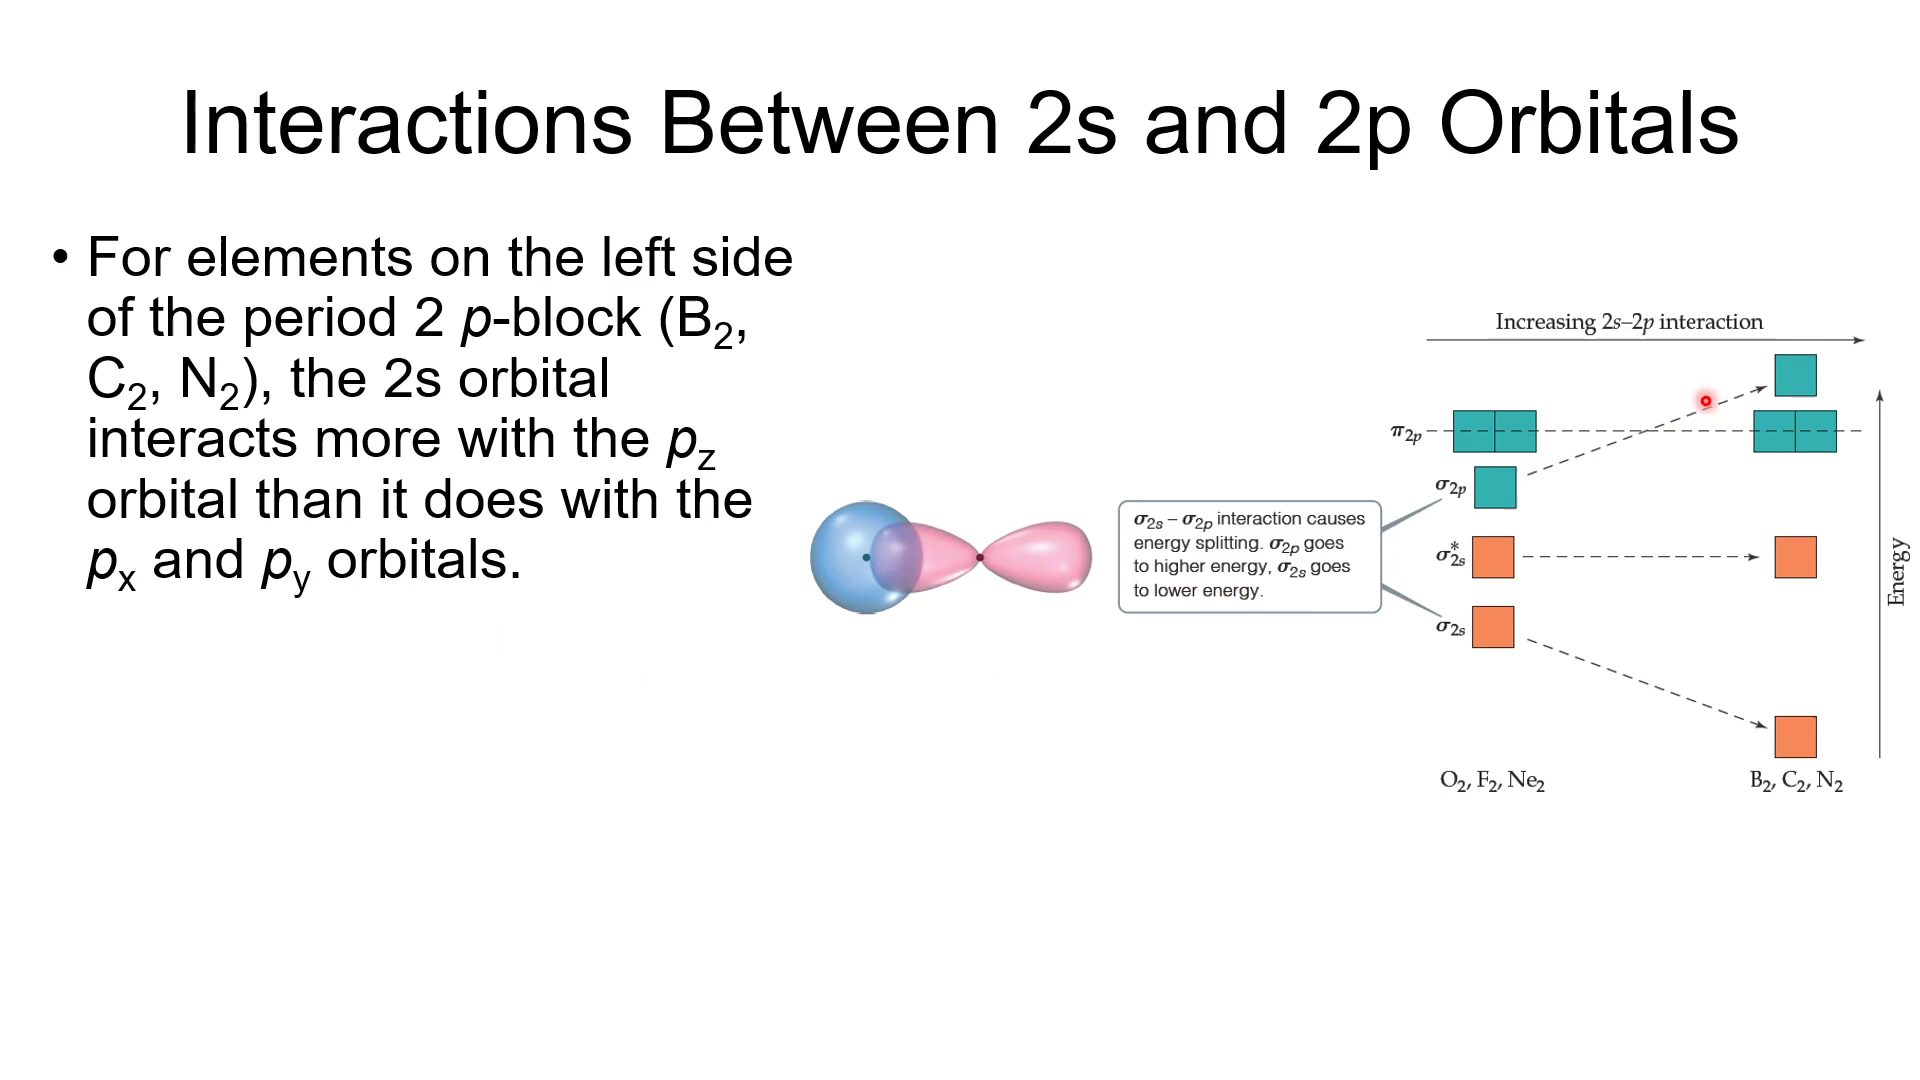 Interactions Between 2s and 2p Orbitals
• For elements on the left side
of the period 2 p-block (B₂,
C₂, N₂), the 2s orbital
interacts more with the p_z
orbital than it does with the
pₓ and p_y orbitals.
Increasing 2s–2p interaction
π₂ₚ
σ₂ₚ
σ₂ₛ – σ₂ₚ interaction causes
energy splitting. σ₂ₚ goes
to higher energy, σ₂ₛ goes
to lower energy.
σ*₂ₛ
σ₂ₛ
Energy
O₂, F₂, Ne₂
B₂, C₂, N₂